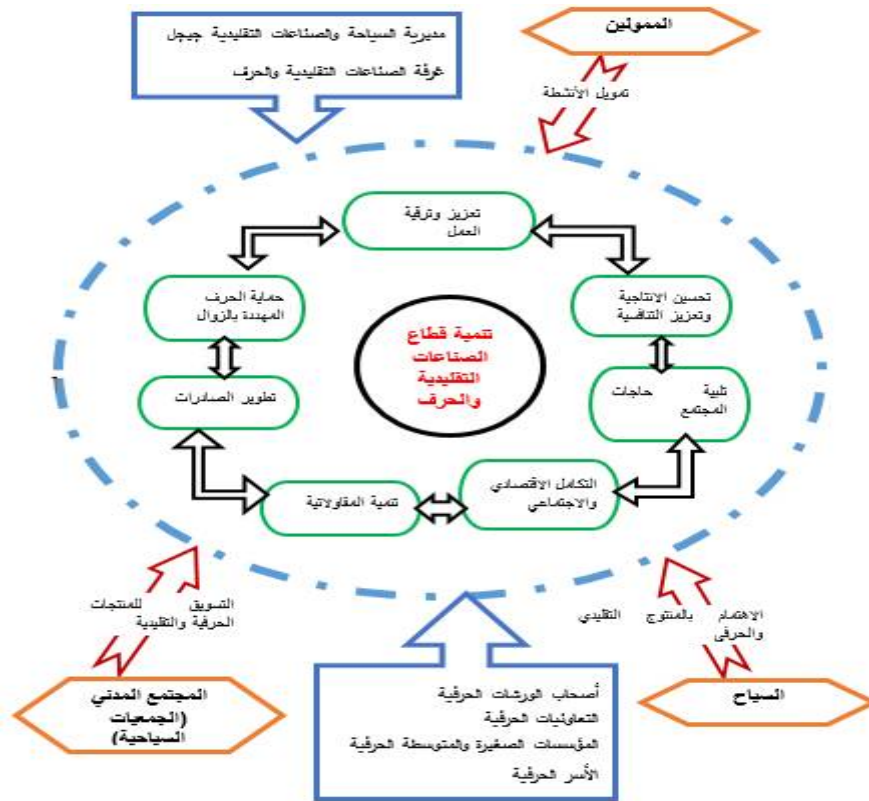 الممولين
مديرية السياحة والصناعات التقليدية جيجل
غرفة الصناعات التقليدية والحرف
تمويل الأنشطة
تعزيز وترقية
العمل
تحسين الانتاجية
وتعزيز التنافسية
حماية الحرف
المهددة بالزوال
تنمية قطاع
الصناعات
التقليدية
والحرف
تلبية حاجات
المجتمع
تطوير الصادرات
التكامل الاقتصادي
والاجتماعي
تنمية المقاولاتية
الاهتمام بالمنتوج التقليدي
والحرفي
التسويق للمنتجات
الحرفية والتقليدية
السياح
أصحاب الورشات الحرفية
التعاونيات الحرفية
المؤسسات الصغيرة والمتوسطة الحرفية
الأسر الحرفية
المجتمع المدني
(الجمعيات
السياحية)